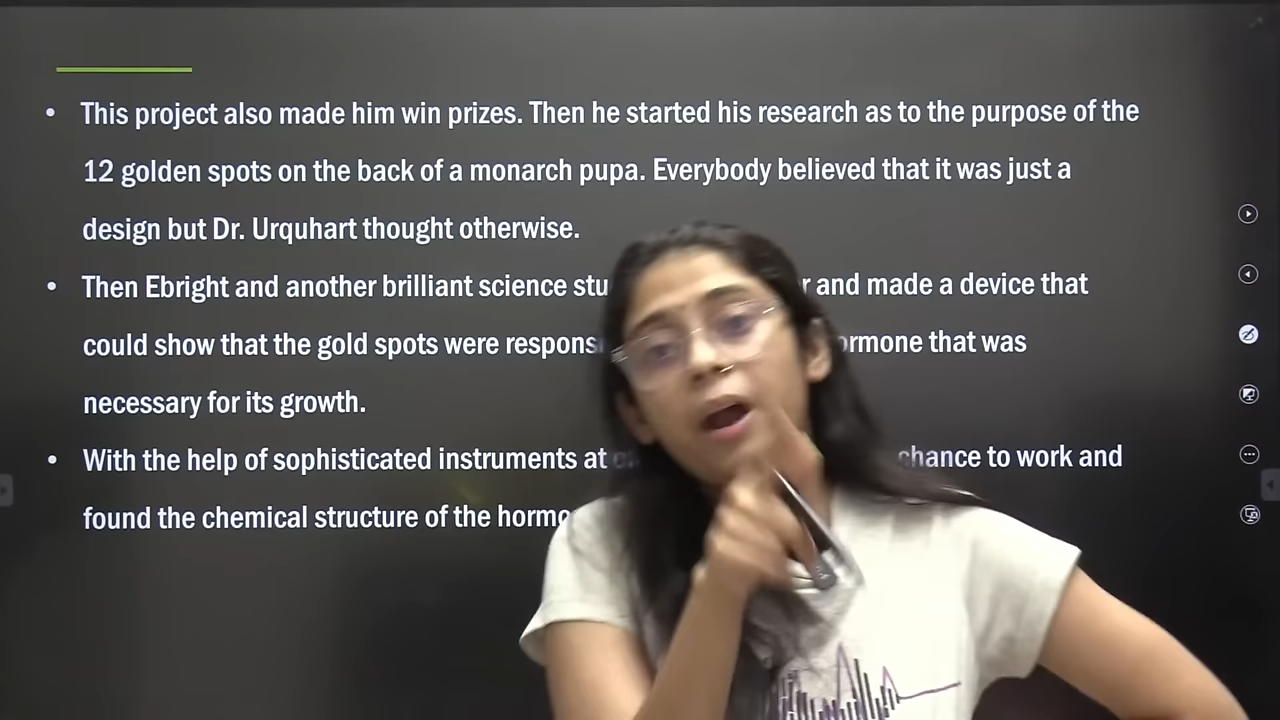 This project also made him win prizes. Then he started his research as to the purpose of the
12 golden spots on the back of a monarch pupa. Everybody believed that it was just a
design but Dr. Urquhart thought otherwise.
Then Ebright and another brilliant science stu r and made a device that
could show that the gold spots were respons ormone that was
necessary for its growth.
With the help of sophisticated instruments at chance to work and
found the chemical structure of the hormo